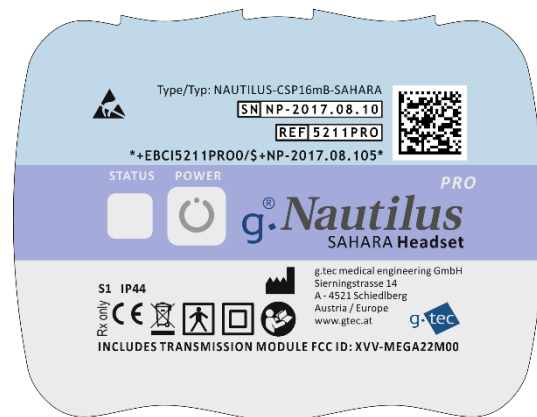 Type/Typ: NAUTILUS-CSP16mB-SAHARA
SN NP-2017.08.10
REF 5211PRO
*+EBCI5211PRO0/$+NP-2017.08.105*
STATUS POWER
PRO
g.®Nautilus
SAHARA Headset
g.tec medical engineering GmbH
Sierningstrasse 14
A - 4521 Schiedlberg
Austria / Europe
www.gtec.at
g.tec
S1 IP44
Rx only
CE
INCLUDES TRANSMISSION MODULE FCC ID: XVV-MEGA22M00